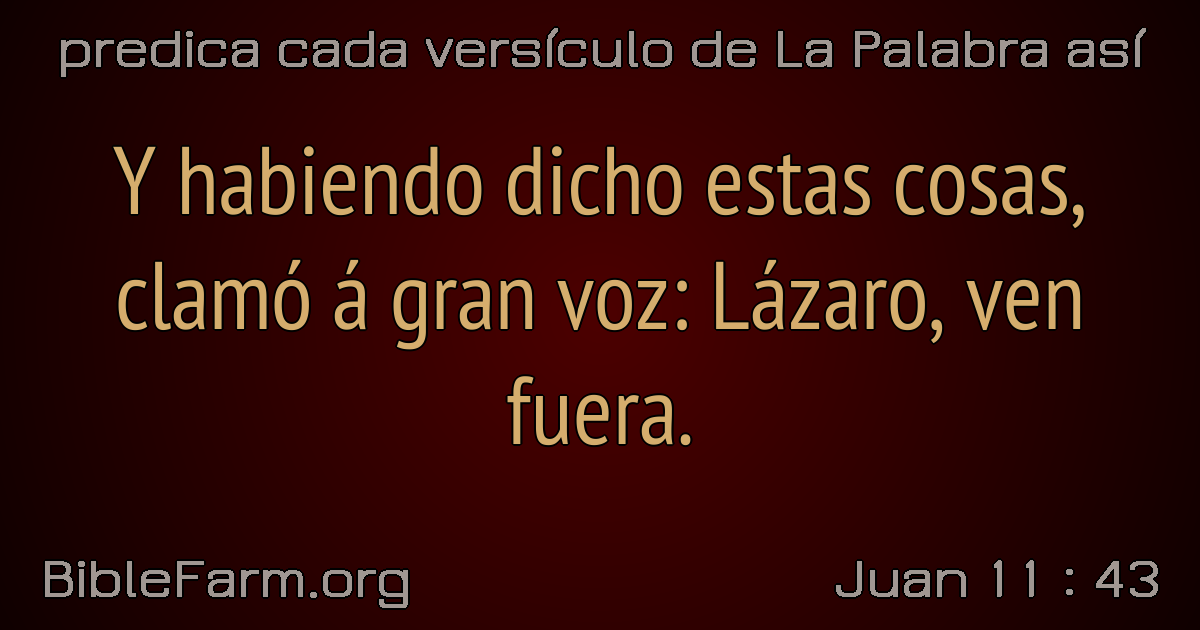 predica cada versículo de La Palabra así
Y habiendo dicho estas cosas,
clamó á gran voz: Lázaro, ven
fuera.
BibleFarm.org
Juan 11 : 43